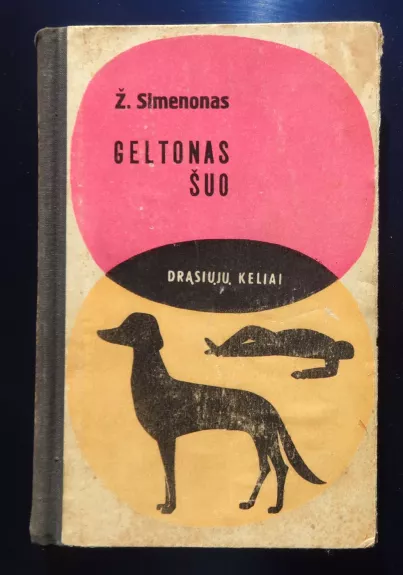 Ž. Simenonas
GELTONAS
ŠUO
DRĄSIŲJŲ KELIAI